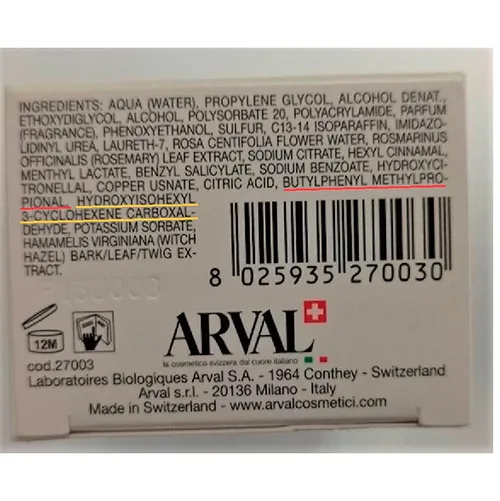 INGREDIENTS: AQUA (WATER), PROPYLENE GLYCOL, ALCOHOL DENAT.,
ETHOXYDIGLYCOL, ALCOHOL, POLYSORBATE 20, POLYACRYLAMIDE, PARFUM
(FRAGRANCE), PHENOXYETHANOL, SULFUR, C13-14 ISOPARAFFIN, IMIDAZO-
LIDINYL UREA, LAURETH-7, ROSA CENTIFOLIA FLOWER WATER, ROSMARINUS
OFFICINALIS (ROSEMARY) LEAF EXTRACT, SODIUM CITRATE, HEXYL CINNAMAL,
MENTHYL LACTATE, BENZYL SALICYLATE, SODIUM BENZOATE, HYDROXYCI-
TRONELLAL, COPPER USNATE, CITRIC ACID, BUTYLPHENYL METHYLPRO-
PIONAL, HYDROXYISOHEXYL
3-CYCLOHEXENE CARBOXAL-
DEHYDE, POTASSIUM SORBATE,
HAMAMELIS VIRGINIANA (WITCH
HAZEL) BARK/LEAF/TWIG EX-
TRACT.
8 025935 270030
12M
cod.27003
ARVAL
la cosmetica svizzera dal cuore italiano
Laboratoires Biologiques Arval S.A. - 1964 Conthey - Switzerland
Arval s.r.l. - 20136 Milano - Italy
Made in Switzerland - www.arvalcosmetici.com